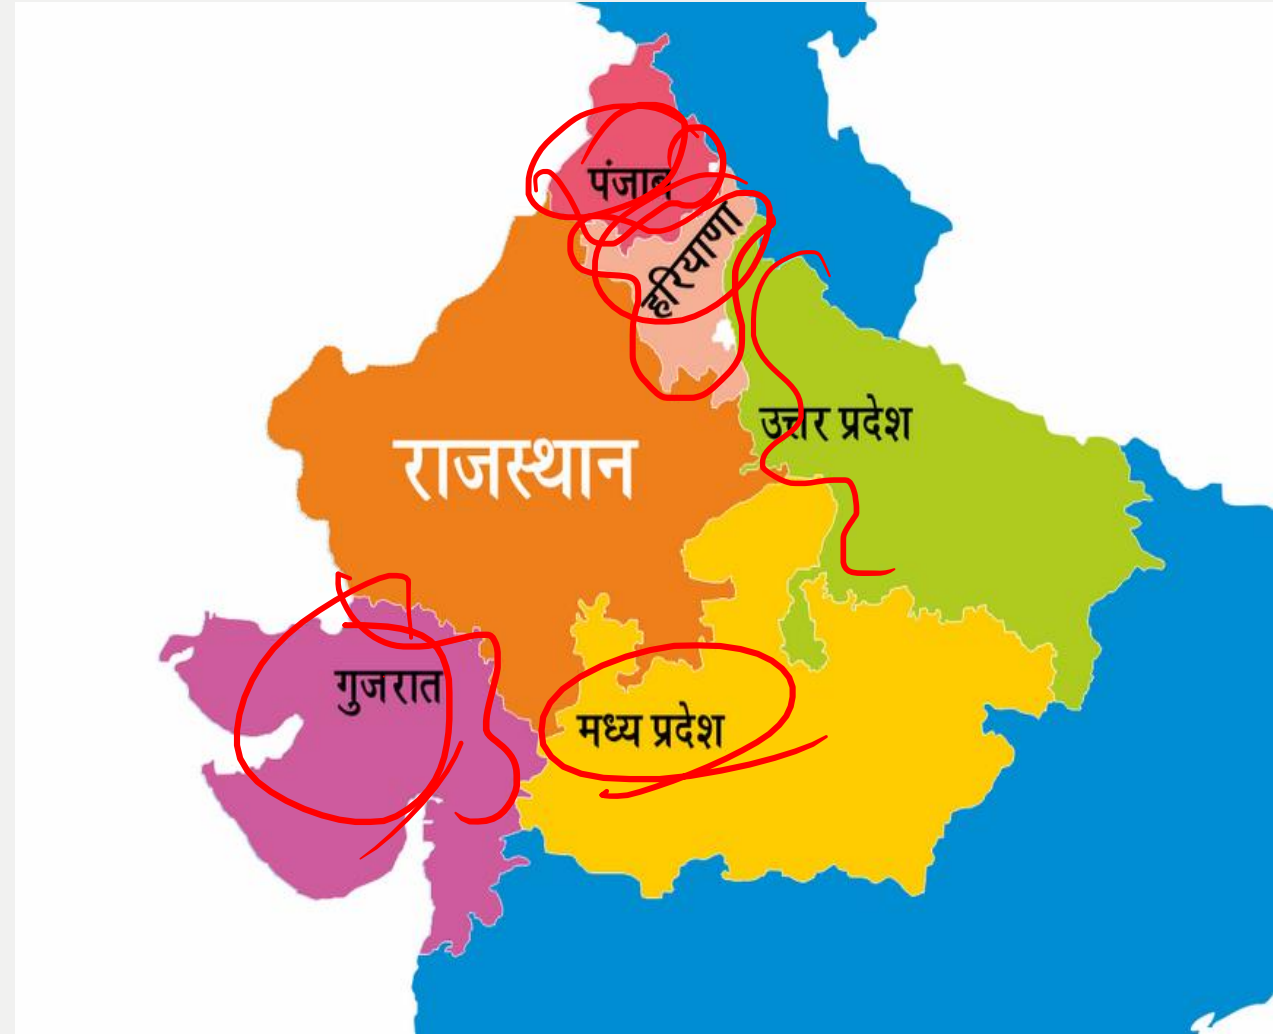 पंजाब
हरियाणा
उत्तर प्रदेश
राजस्थान
गुजरात
मध्य प्रदेश